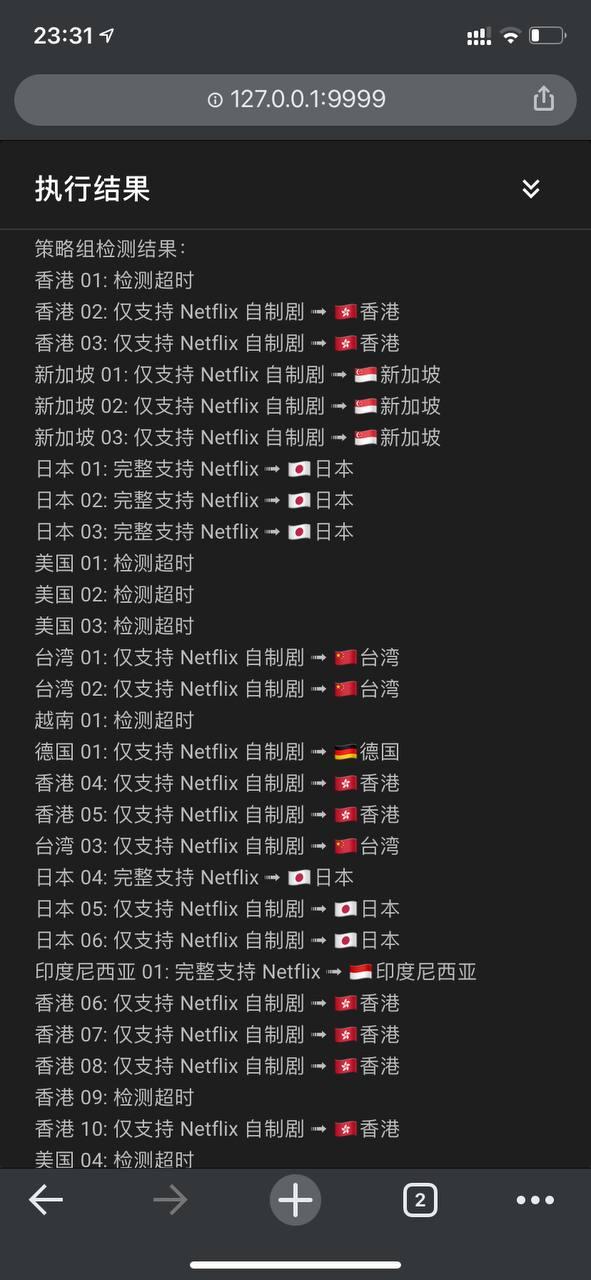 23:31
127.0.0.1:9999
执行结果
策略组检测结果：
香港 01: 检测超时
香港 02: 仅支持 Netflix 自制剧 ➟ 🇭🇰香港
香港 03: 仅支持 Netflix 自制剧 ➟ 🇭🇰香港
新加坡 01: 仅支持 Netflix 自制剧 ➟ 🇸🇬新加坡
新加坡 02: 仅支持 Netflix 自制剧 ➟ 🇸🇬新加坡
新加坡 03: 仅支持 Netflix 自制剧 ➟ 🇸🇬新加坡
日本 01: 完整支持 Netflix ➟ 🇯🇵日本
日本 02: 完整支持 Netflix ➟ 🇯🇵日本
日本 03: 完整支持 Netflix ➟ 🇯🇵日本
美国 01: 检测超时
美国 02: 检测超时
美国 03: 检测超时
台湾 01: 仅支持 Netflix 自制剧 ➟ 🇨🇳台湾
台湾 02: 仅支持 Netflix 自制剧 ➟ 🇨🇳台湾
越南 01: 检测超时
德国 01: 仅支持 Netflix 自制剧 ➟ 🇩🇪德国
香港 04: 仅支持 Netflix 自制剧 ➟ 🇭🇰香港
香港 05: 仅支持 Netflix 自制剧 ➟ 🇭🇰香港
台湾 03: 仅支持 Netflix 自制剧 ➟ 🇨🇳台湾
日本 04: 完整支持 Netflix ➟ 🇯🇵日本
日本 05: 仅支持 Netflix 自制剧 ➟ 🇯🇵日本
日本 06: 仅支持 Netflix 自制剧 ➟ 🇯🇵日本
印度尼西亚 01: 完整支持 Netflix ➟ 🇮🇩印度尼西亚
香港 06: 仅支持 Netflix 自制剧 ➟ 🇭🇰香港
香港 07: 仅支持 Netflix 自制剧 ➟ 🇭🇰香港
香港 08: 仅支持 Netflix 自制剧 ➟ 🇭🇰香港
香港 09: 检测超时
香港 10: 仅支持 Netflix 自制剧 ➟ 🇭🇰香港
美国 04: 检测超时
2